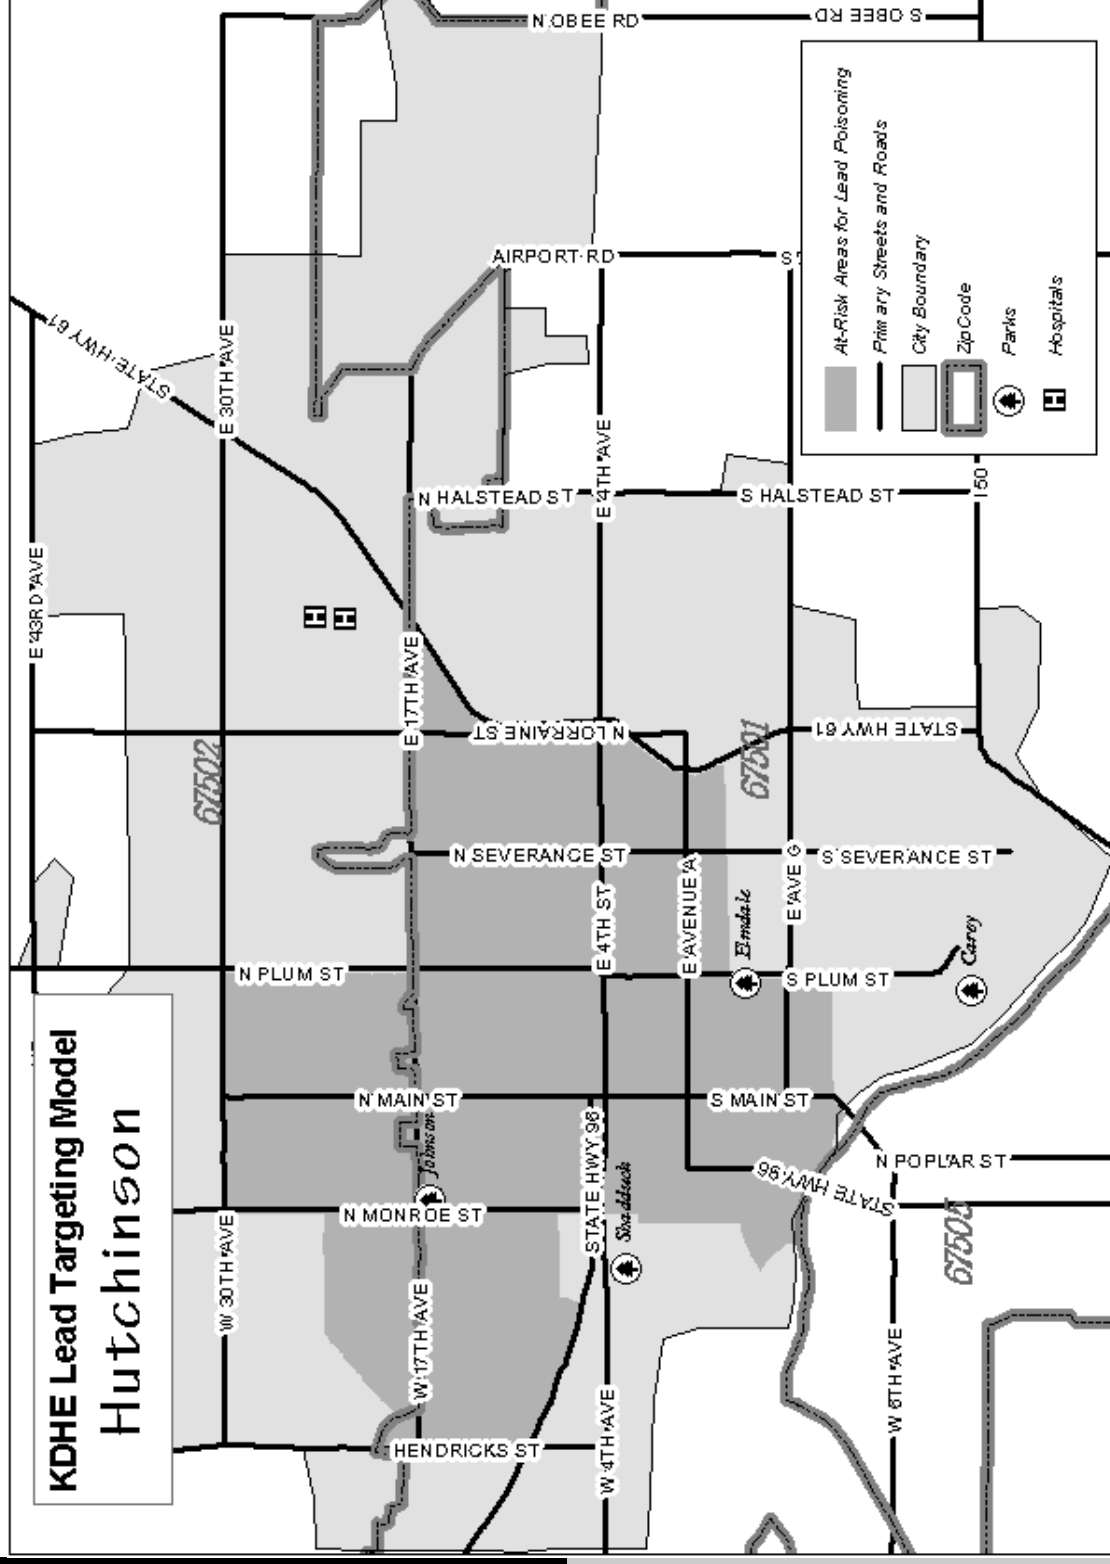 KDHE Lead Targeting Model
Hutchinson
At-Risk Areas for Lead Poisoning
Primary Streets and Roads
City Boundary
ZipCode
Parks
H Hospitals
N OBEE RD
S OBEE RD
AIRPORT RD
S
STATE HWY 61
E 30TH AVE
E 43RD AVE
N HALSTEAD ST
S HALSTEAD ST
E 4TH AVE
150
H
H
E 17TH AVE
N LORRAINE ST
STATE HWY 61
67502
67501
N SEVERANCE ST
S SEVERANCE ST
E 4TH ST
E AVENUE A
E AVE G
Elmdale
Carey
N PLUM ST
S PLUM ST
N MAIN ST
S MAIN ST
Johnson
STATE HWY 96
Shadduck
N MONROE ST
STATE HWY 96
N POPLAR ST
67505
W 30TH AVE
W 17TH AVE
HENDRICKS ST
W 4TH AVE
W 6TH AVE